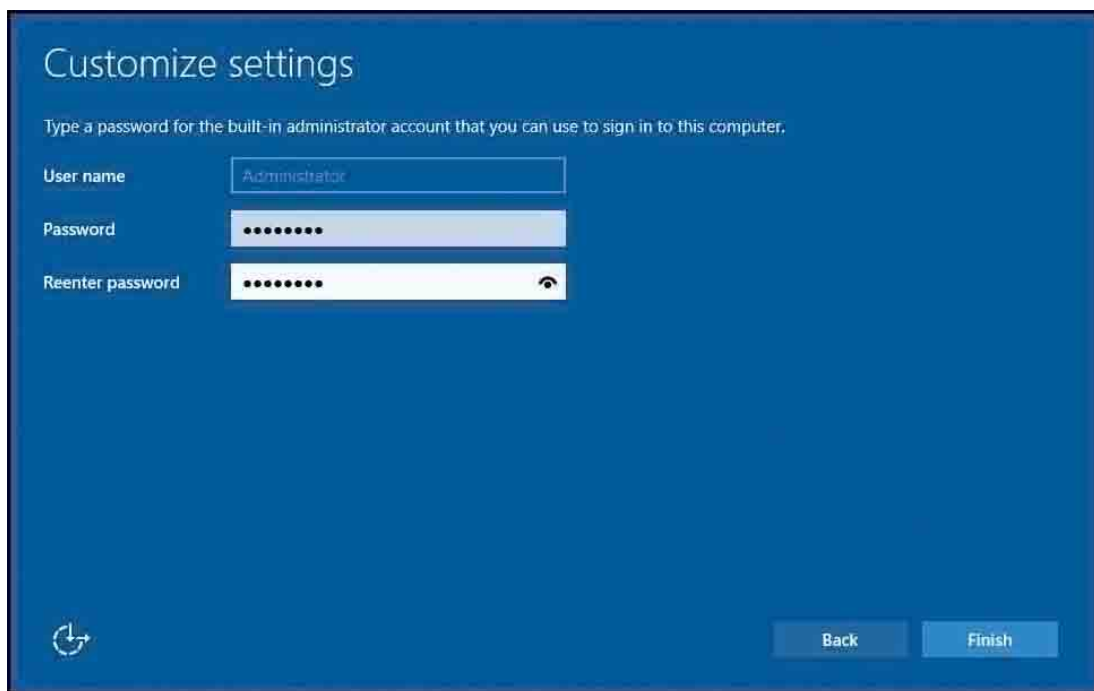 Customize settings
Type a password for the built-in administrator account that you can use to sign in to this computer.
User name Administrator
Password ••••••••
Reenter password ••••••••
Back Finish